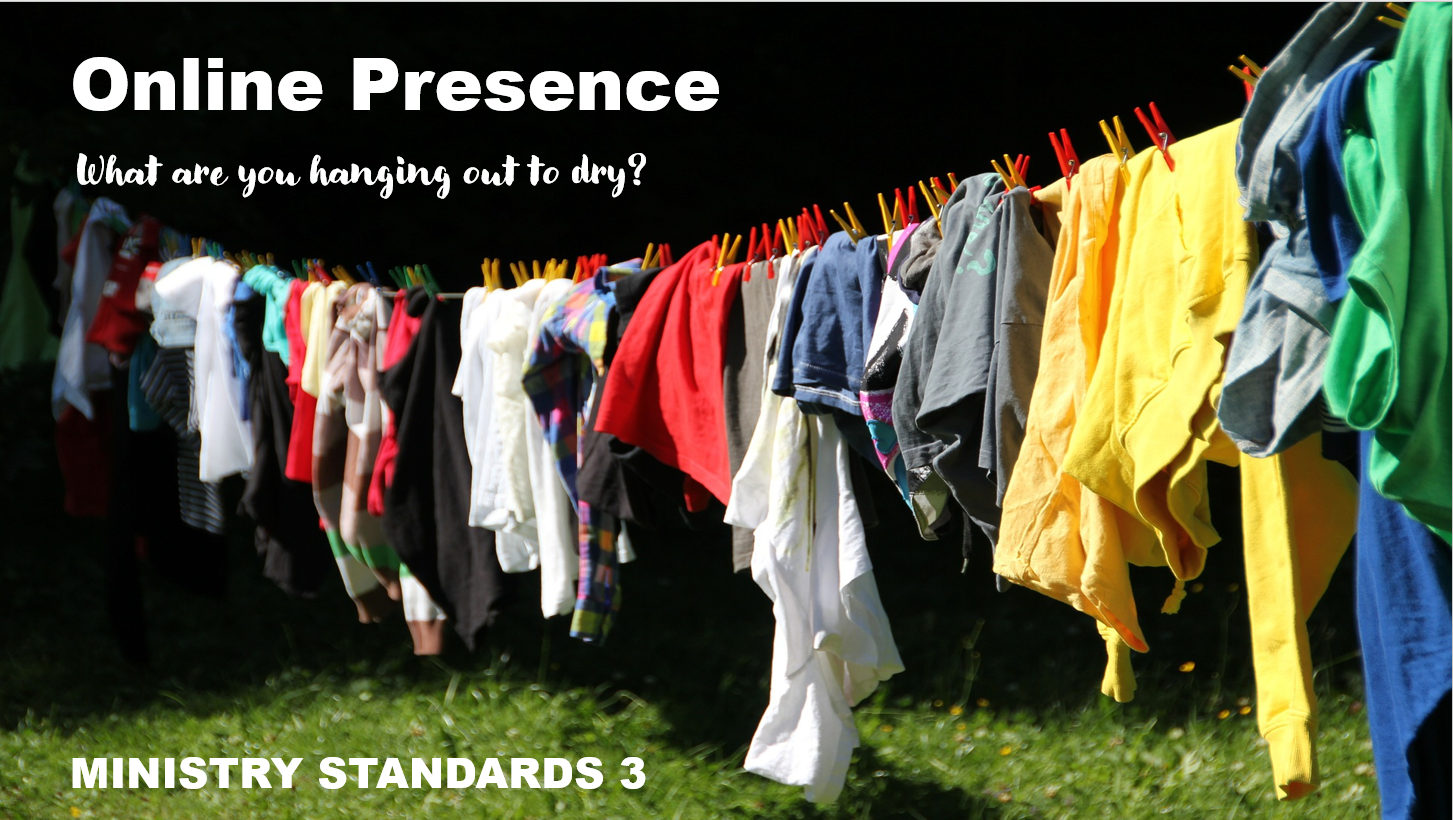 Online Presence
What are you hanging out to dry?
MINISTRY STANDARDS 3